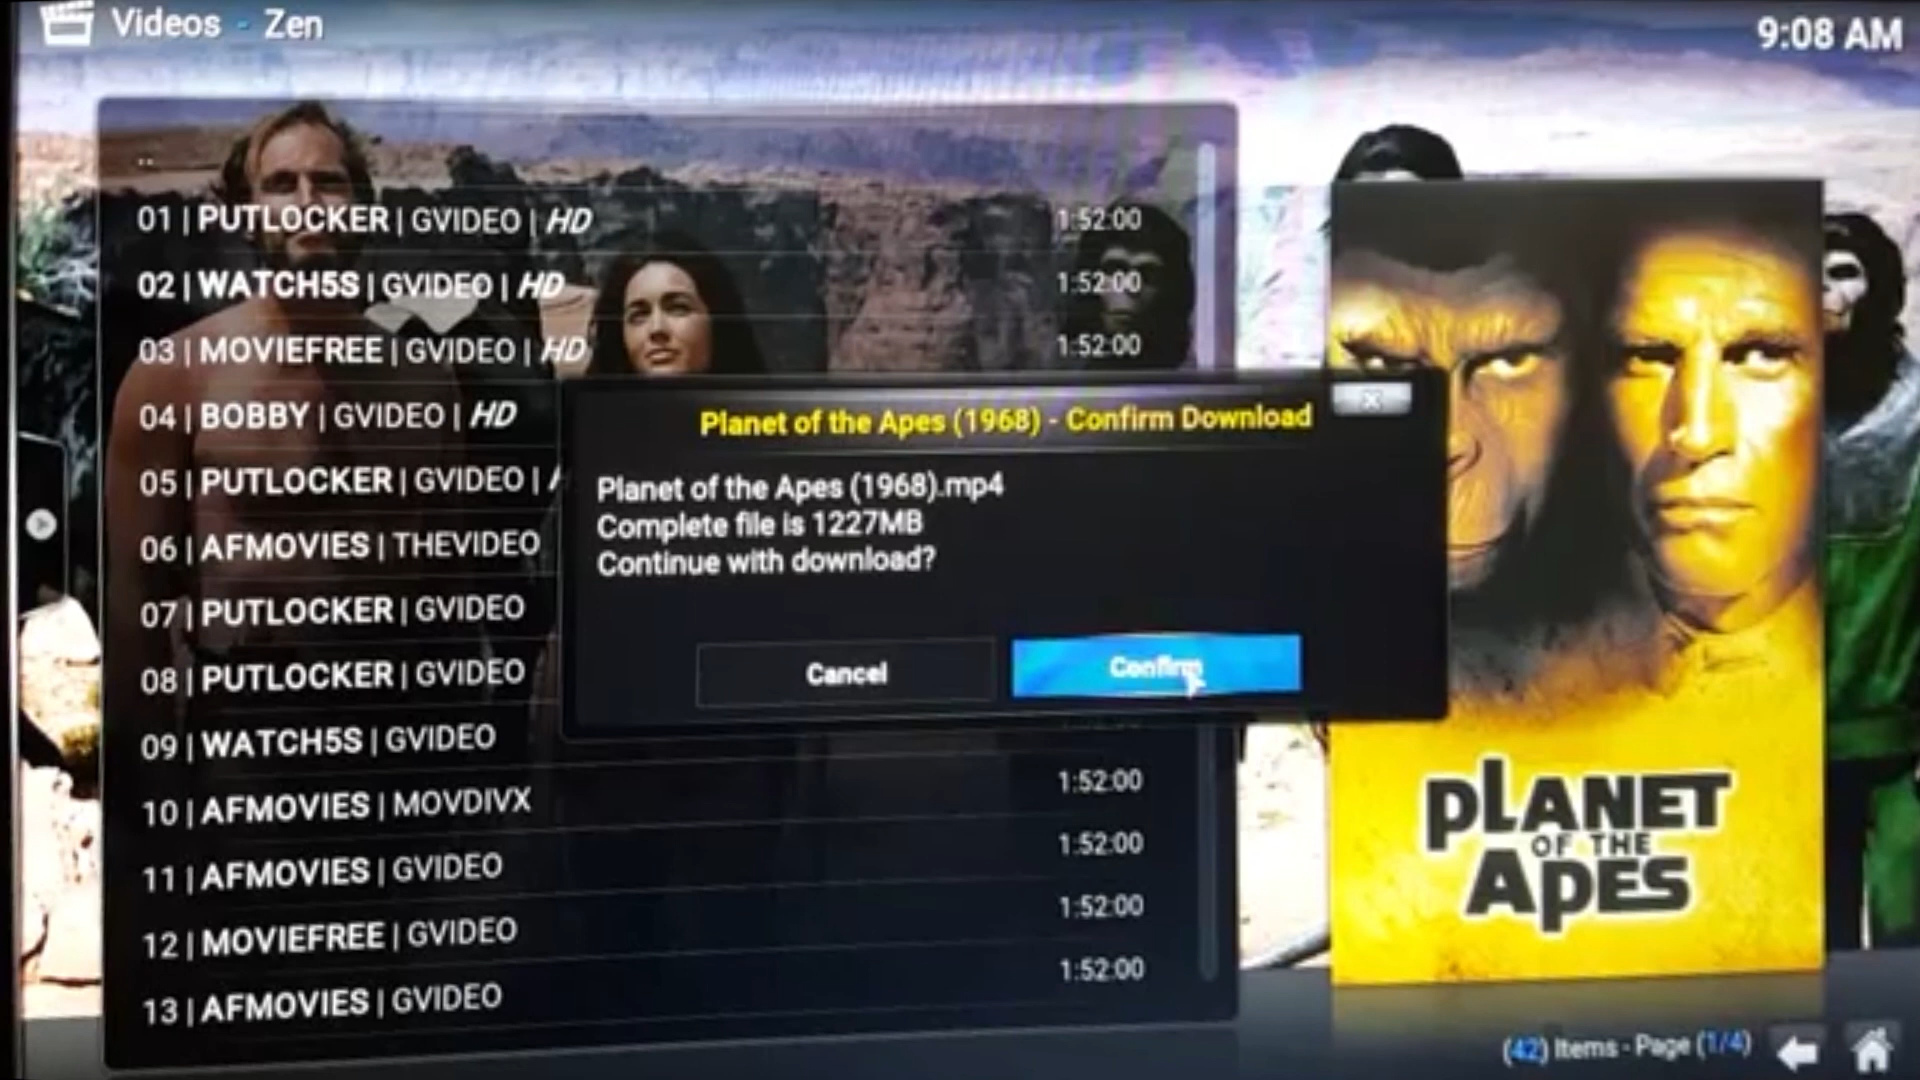 Videos - Zen
9:08 AM
..
01 | PUTLOCKER | GVIDEO | HD
1:52:00
02 | WATCH5S | GVIDEO | HD
1:52:00
03 | MOVIEFREE | GVIDEO | HD
1:52:00
04 | BOBBY | GVIDEO | HD
05 | PUTLOCKER | GVIDEO |
06 | AFMOVIES | THEVIDEO
07 | PUTLOCKER | GVIDEO
08 | PUTLOCKER | GVIDEO
09 | WATCH5S | GVIDEO
10 | AFMOVIES | MOVDIVX
1:52:00
11 | AFMOVIES | GVIDEO
1:52:00
12 | MOVIEFREE | GVIDEO
1:52:00
13 | AFMOVIES | GVIDEO
1:52:00
Planet of the Apes (1968) - Confirm Download
Planet of the Apes (1968).mp4
Complete file is 1227MB
Continue with download?
Cancel
Confirm
PLANET
OF THE
APES
(42) Items - Page (1/4)